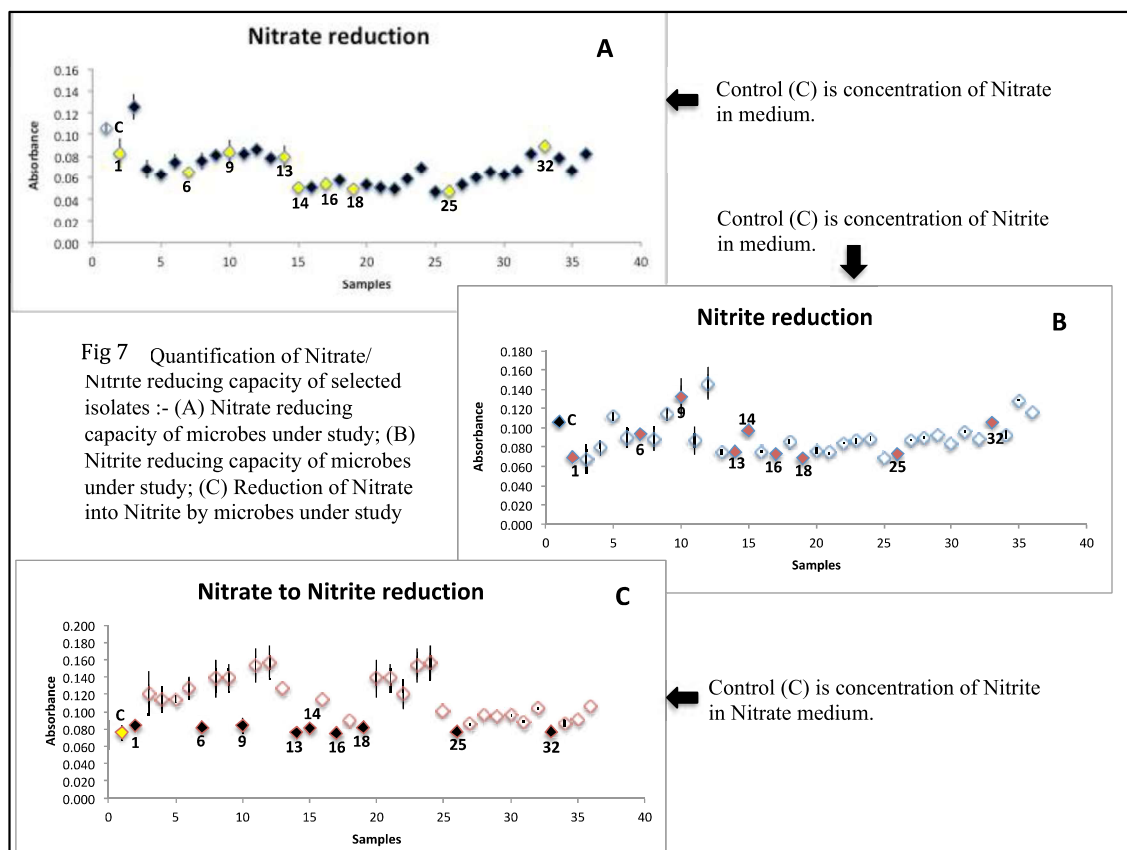 Nitrate reduction
A
Absorbance
0.16
0.14
0.12
0.10
0.08
0.06
0.04
0.02
0.00
C
1
6
9
13
14
16
18
25
32
0 5 10 15 20 25 30 35 40
Samples
Control (C) is concentration of Nitrate
in medium.
Control (C) is concentration of Nitrite
in medium.
Nitrite reduction
B
Absorbance
0.180
0.160
0.140
0.120
0.100
0.080
0.060
0.040
0.020
0.000
C
1
6
9
13
14
16
18
25
32
0 5 10 15 20 25 30 35 40
Samples
Fig 7 Quantification of Nitrate/
Nitrite reducing capacity of selected
isolates :- (A) Nitrate reducing
capacity of microbes under study; (B)
Nitrite reducing capacity of microbes
under study; (C) Reduction of Nitrate
into Nitrite by microbes under study
Nitrate to Nitrite reduction
C
Absorbance
0.200
0.180
0.160
0.140
0.120
0.100
0.080
0.060
0.040
0.020
0.000
C
1
6
9
13
14
16
18
25
32
0 5 10 15 20 25 30 35 40
Samples
Control (C) is concentration of Nitrite
in Nitrate medium.